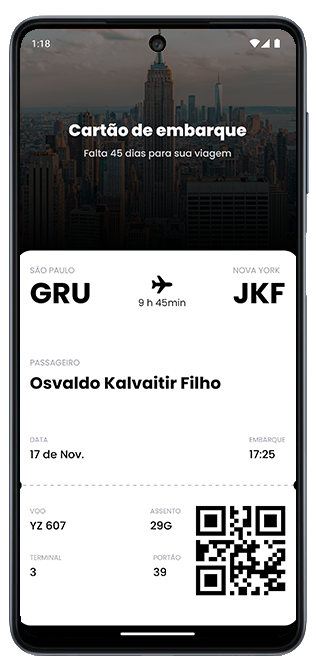 1:18
Cartão de embarque
Falta 45 dias para sua viagem
SÃO PAULO
NOVA YORK
GRU
JKF
9 h 45min
PASSAGEIRO
Osvaldo Kalvaitir Filho
DATA
EMBARQUE
17 de Nov.
17:25
VOO
ASSENTO
YZ 607
29G
TERMINAL
PORTÃO
3
39